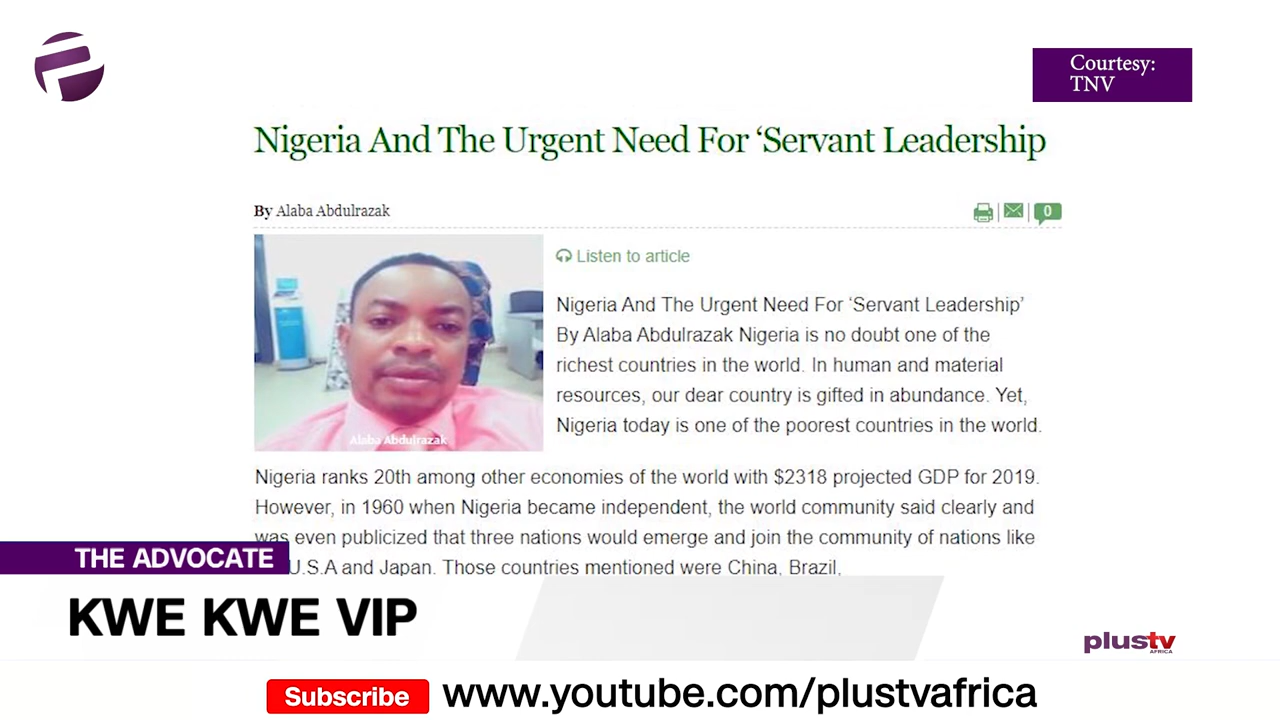 Courtesy:
TNV
Nigeria And The Urgent Need For ‘Servant Leadership
By Alaba Abdulrazak
0
Listen to article
Nigeria And The Urgent Need For ‘Servant Leadership’
By Alaba Abdulrazak Nigeria is no doubt one of the
richest countries in the world. In human and material
resources, our dear country is gifted in abundance. Yet,
Nigeria today is one of the poorest countries in the world.
Alaba Abdulrazak
Nigeria ranks 20th among other economies of the world with $2318 projected GDP for 2019.
However, in 1960 when Nigeria became independent, the world community said clearly and
was even publicized that three nations would emerge and join the community of nations like
U.S.A and Japan. Those countries mentioned were China, Brazil,
THE ADVOCATE
KWE KWE VIP
plustv
AFRICA
Subscribe www.youtube.com/plustvafrica